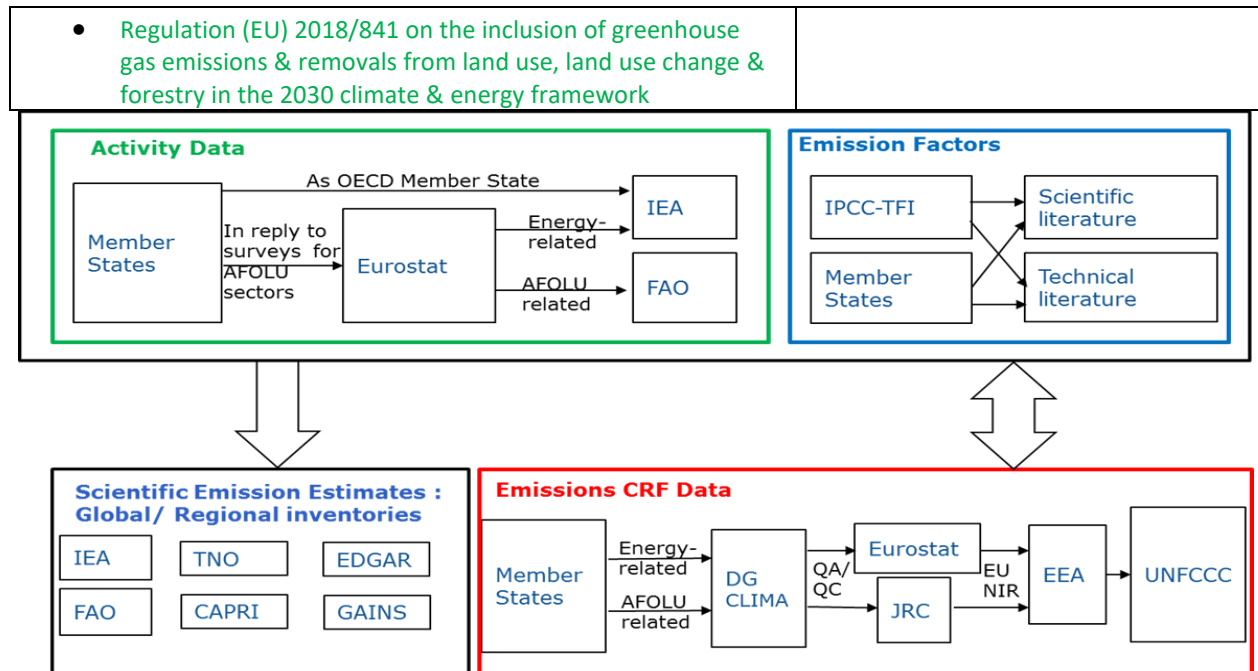 • Regulation (EU) 2018/841 on the inclusion of greenhouse
gas emissions & removals from land use, land use change &
forestry in the 2030 climate & energy framework
Activity Data
Member
States
As OECD Member State
In reply to
surveys for
AFOLU
sectors
Eurostat
Energy-
related
AFOLU
related
IEA
FAO
Emission Factors
IPCC-TFI
Member
States
Scientific
literature
Technical
literature
Scientific Emission Estimates :
Global/ Regional inventories
IEA
TNO
EDGAR
FAO
CAPRI
GAINS
Emissions CRF Data
Member
States
Energy-
related
AFOLU
related
DG
CLIMA
QA/
QC
Eurostat
JRC
EU
NIR
EEA
UNFCCC